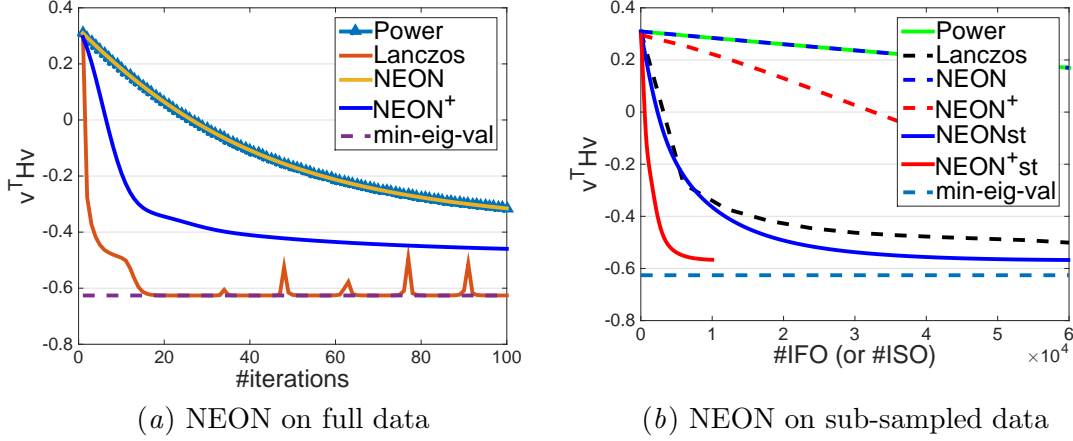 0.4
0.2
0
-0.2
-0.4
-0.6
-0.8
v^T Hv
0 20 40 60 80 100
#iterations
Power
Lanczos
NEON
NEON^+
min-eig-val
(a) NEON on full data
0.4
0.2
0
-0.2
-0.4
-0.6
-0.8
v^T Hv
0 1 2 3 4 5 6
×10^4
#IFO (or #ISO)
Power
Lanczos
NEON
NEON^+
NEONst
NEON^+st
min-eig-val
(b) NEON on sub-sampled data